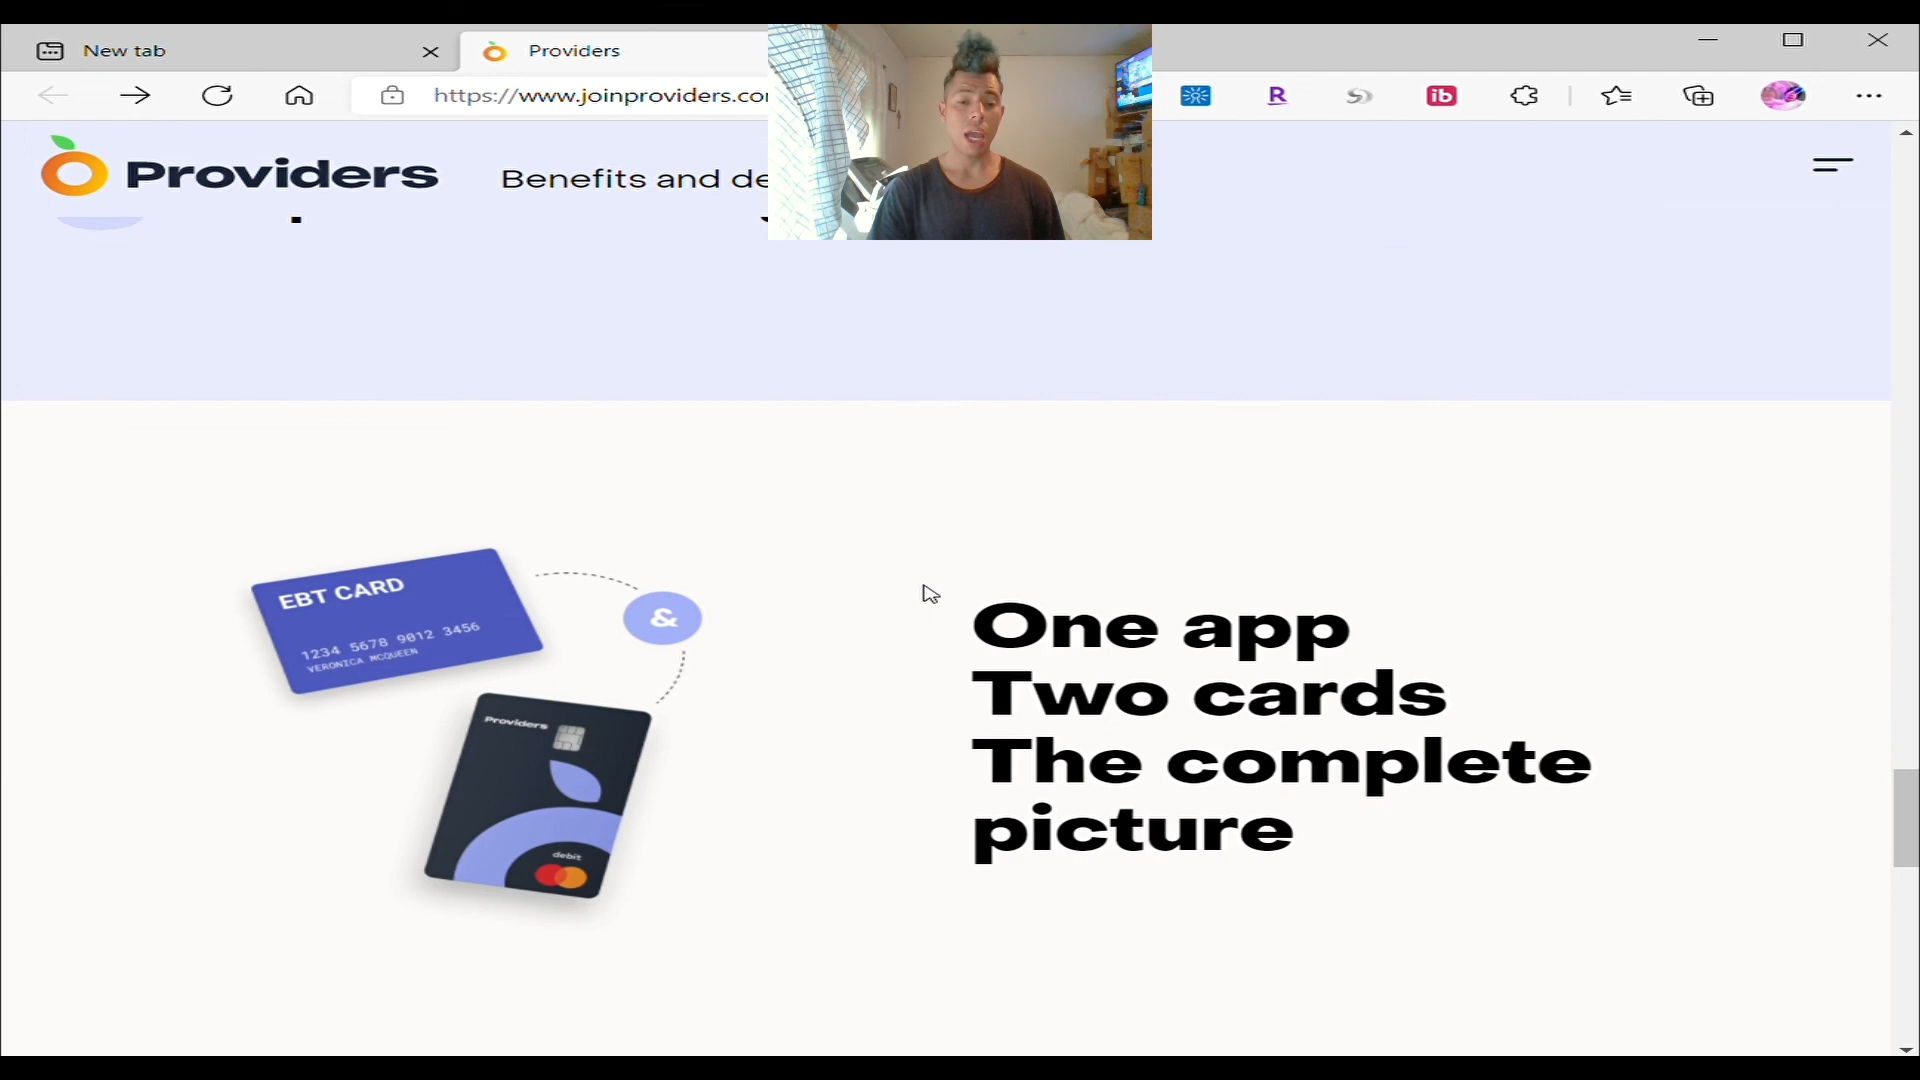 New tab
Providers
https://www.joinproviders.co
R
ib
Providers
Benefits and de
EBT CARD
1234 5678 9012 3456
VERONICA MCQUEEN
&
Providers
debit
One app
Two cards
The complete
picture